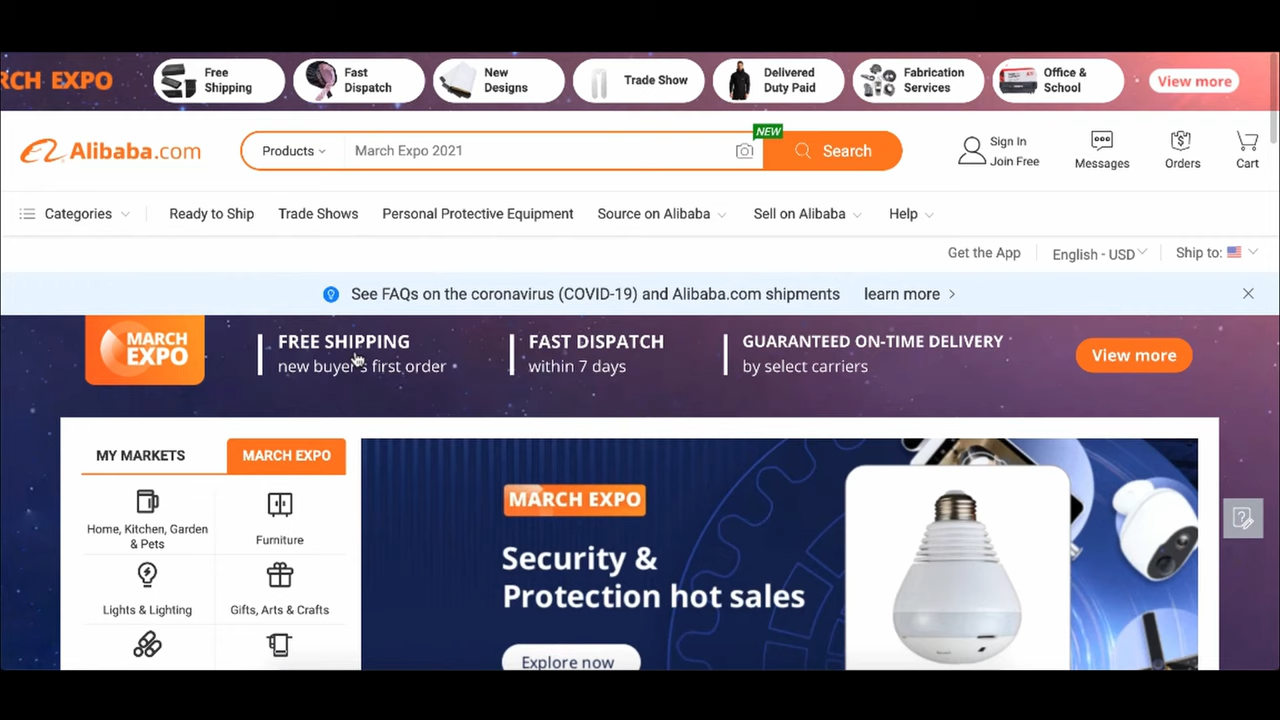 RCH EXPO
Free
Shipping
Fast
Dispatch
New
Designs
Trade Show
Delivered
Duty Paid
Fabrication
Services
Office &
School
View more
Alibaba.com
Products
March Expo 2021
NEW
Search
Sign In
Join Free
Messages
Orders
Cart
Categories
Ready to Ship
Trade Shows
Personal Protective Equipment
Source on Alibaba
Sell on Alibaba
Help
Get the App
English - USD
Ship to:
See FAQs on the coronavirus (COVID-19) and Alibaba.com shipments
learn more
MARCH
EXPO
FREE SHIPPING
new buyer's first order
FAST DISPATCH
within 7 days
GUARANTEED ON-TIME DELIVERY
by select carriers
View more
MY MARKETS
MARCH EXPO
Home, Kitchen, Garden
& Pets
Furniture
Lights & Lighting
Gifts, Arts & Crafts
MARCH EXPO
Security &
Protection hot sales
Explore now